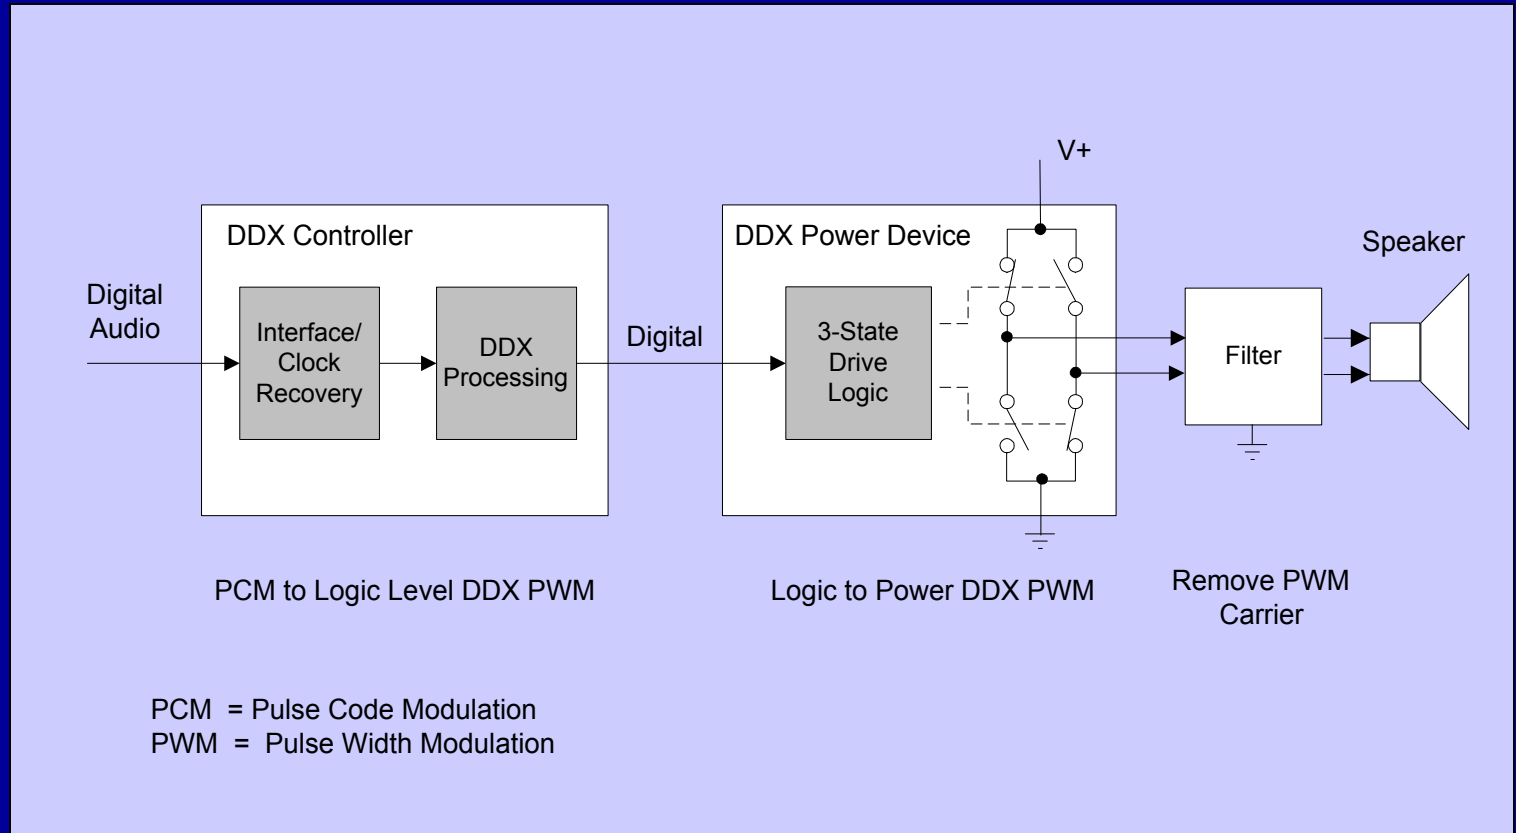 V+
DDX Controller
DDX Power Device
Speaker
Digital
Audio
Interface/
Clock
Recovery
DDX
Processing
Digital
3-State
Drive
Logic
Filter
PCM to Logic Level DDX PWM
Logic to Power DDX PWM
Remove PWM
Carrier
PCM = Pulse Code Modulation
PWM = Pulse Width Modulation